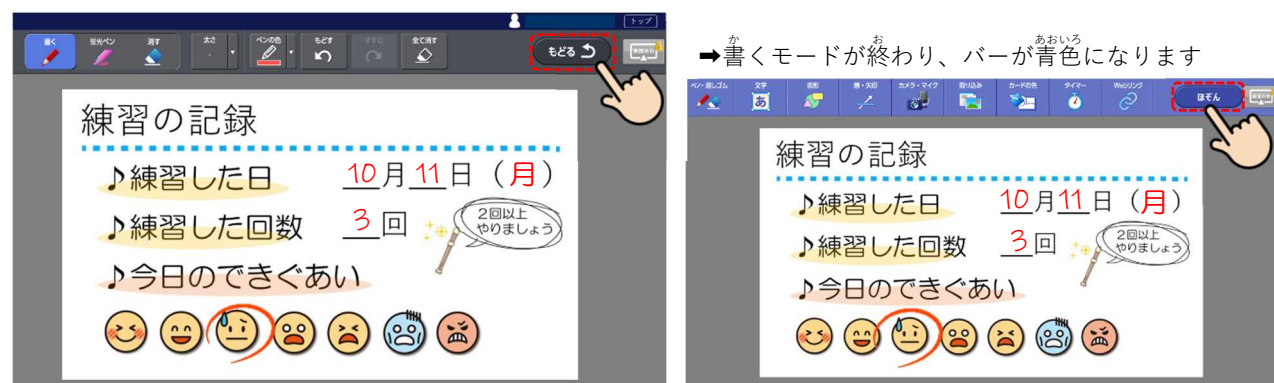 トップ
書く 蛍光ペン 消す 太さ ペンの色 もどす すすむ 全て消す
もどる
練習の記録
♪練習した日 10月11日（月）
♪練習した回数 3回
2回以上
やりましょう
♪今日のできぐあい
➡書くモードが終わり、バーが青色になります
か お あおいろ
ペン・消しゴム 文字 図形 線・矢印 カメラ・マイク 取り込み カードの色 タイマー Webリンク
あ
ほぞん
練習の記録
♪練習した日 10月11日（月）
♪練習した回数 3回
2回以上
やりましょう
♪今日のできぐあい